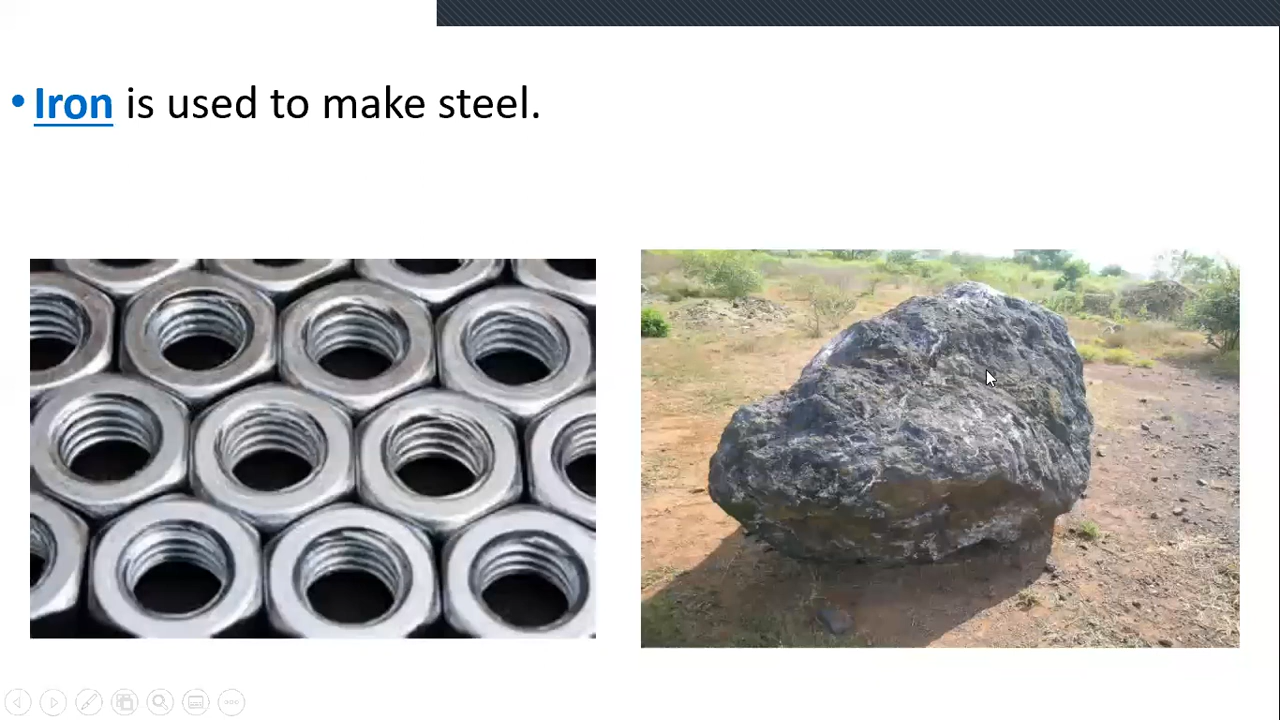 • Iron is used to make steel.